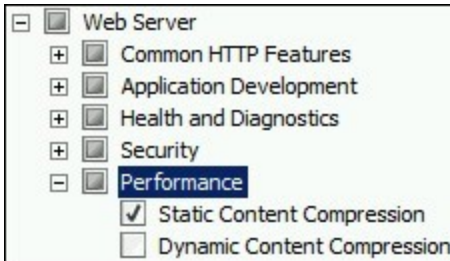 Web Server
Common HTTP Features
Application Development
Health and Diagnostics
Security
Performance
Static Content Compression
Dynamic Content Compression